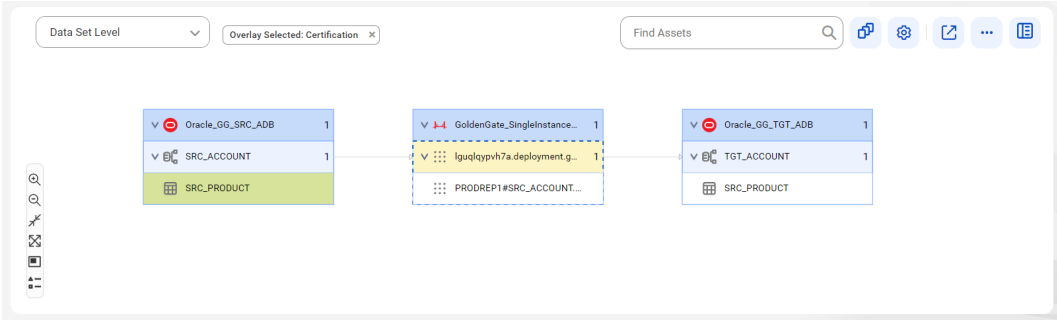 Data Set Level
Overlay Selected: Certification ×
Find Assets
Oracle_GG_SRC_ADB 1
SRC_ACCOUNT 1
SRC_PRODUCT
GoldenGate_SingleInstance... 1
lguqlqypvh7a.deployment.g... 1
PRODREP1#SRC_ACCOUNT....
Oracle_GG_TGT_ADB 1
TGT_ACCOUNT 1
SRC_PRODUCT